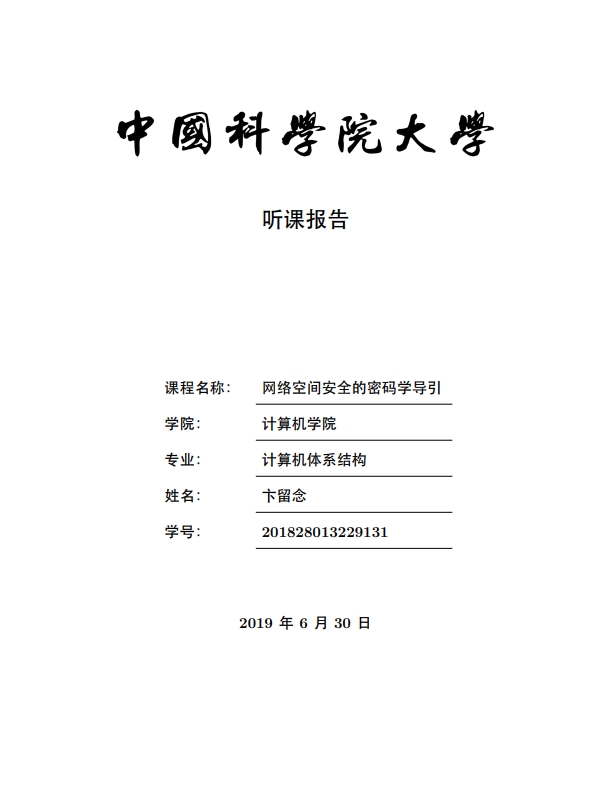 中國科學院大學
听课报告
课程名称： 网络空间安全的密码学导引
学院： 计算机学院
专业： 计算机体系结构
姓名： 卞留念
学号： 201828013229131
2019 年 6 月 30 日